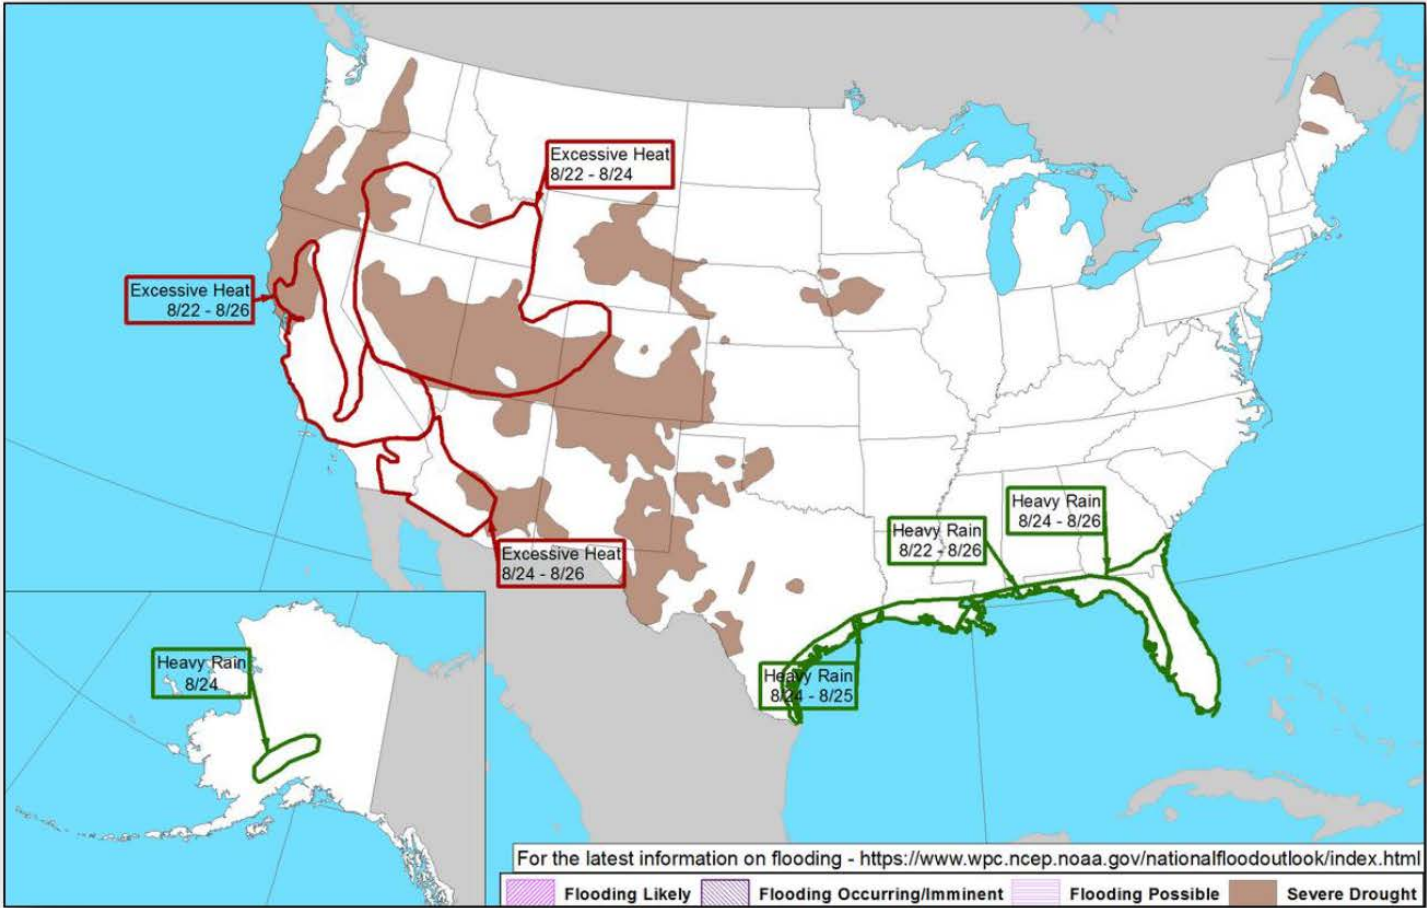 Excessive Heat
8/22 - 8/24
Excessive Heat
8/22 - 8/26
Heavy Rain
8/24 - 8/26
Heavy Rain
8/22 - 8/26
Excessive Heat
8/24 - 8/26
Heavy Rain
8/24
Heavy Rain
8/24 - 8/25
For the latest information on flooding - https://www.wpc.ncep.noaa.gov/nationalfloodoutlook/index.html
Flooding Likely
Flooding Occurring/Imminent
Flooding Possible
Severe Drought